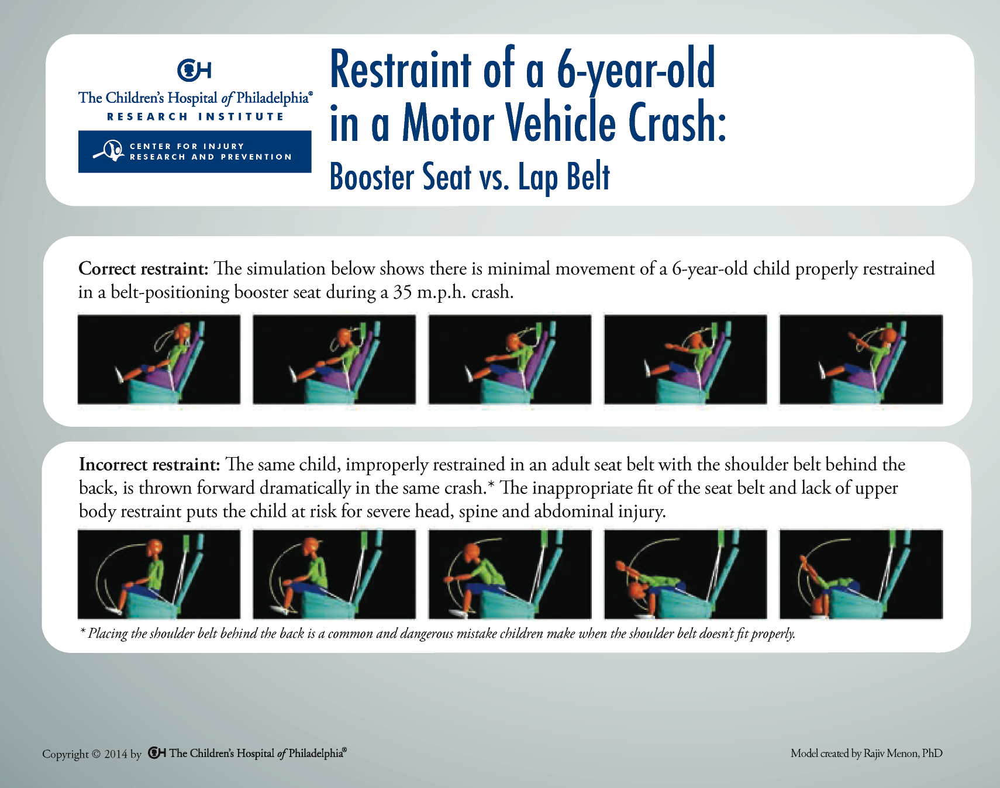 CH
The Children's Hospital of Philadelphia®
RESEARCH INSTITUTE
CENTER FOR INJURY
RESEARCH AND PREVENTION
Restraint of a 6-year-old
in a Motor Vehicle Crash:
Booster Seat vs. Lap Belt
Correct restraint: The simulation below shows there is minimal movement of a 6-year-old child properly restrained
in a belt-positioning booster seat during a 35 m.p.h. crash.
Incorrect restraint: The same child, improperly restrained in an adult seat belt with the shoulder belt behind the
back, is thrown forward dramatically in the same crash.* The inappropriate fit of the seat belt and lack of upper
body restraint puts the child at risk for severe head, spine and abdominal injury.
* Placing the shoulder belt behind the back is a common and dangerous mistake children make when the shoulder belt doesn't fit properly.
Copyright © 2014 by CH The Children's Hospital of Philadelphia®
Model created by Rajiv Menon, PhD